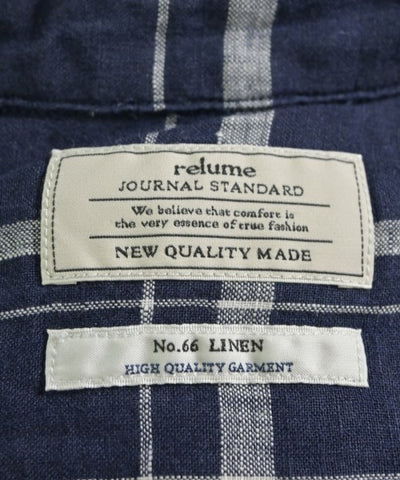 relume
JOURNAL STANDARD
We believe that comfort is
the very essence of true fashion
NEW QUALITY MADE
No.66 LINEN
HIGH QUALITY GARMENT